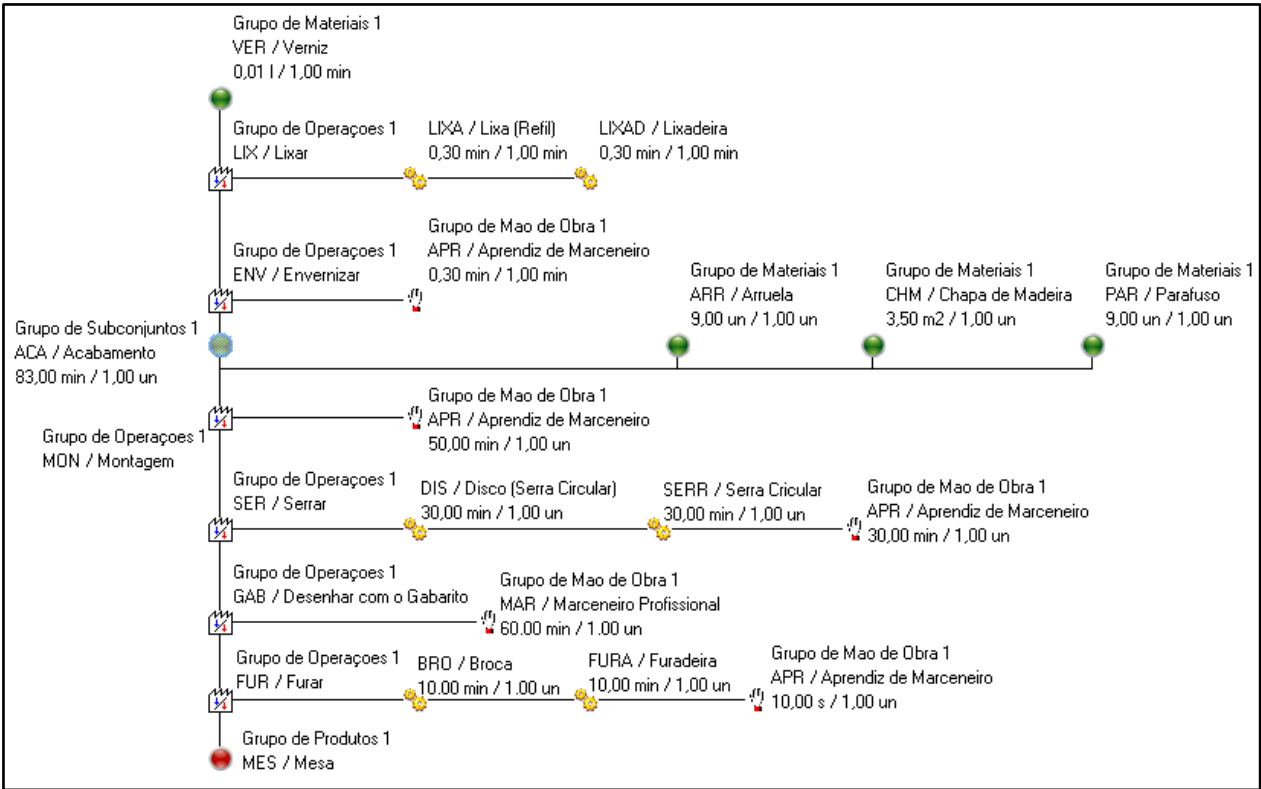 Grupo de Materiais 1
VER / Verniz
0,01 l / 1,00 min
Grupo de Operaçoes 1
LIX / Lixar
LIXA / Lixa (Refil)
0,30 min / 1,00 min
LIXAD / Lixadeira
0,30 min / 1,00 min
Grupo de Operaçoes 1
ENV / Envernizar
Grupo de Mao de Obra 1
APR / Aprendiz de Marceneiro
0,30 min / 1,00 min
Grupo de Materiais 1
ARR / Arruela
9,00 un / 1,00 un
Grupo de Materiais 1
CHM / Chapa de Madeira
3,50 m2 / 1,00 un
Grupo de Materiais 1
PAR / Parafuso
9,00 un / 1,00 un
Grupo de Subconjuntos 1
ACA / Acabamento
83,00 min / 1,00 un
Grupo de Operaçoes 1
MON / Montagem
Grupo de Mao de Obra 1
APR / Aprendiz de Marceneiro
50,00 min / 1,00 un
Grupo de Operaçoes 1
SER / Serrar
DIS / Disco (Serra Circular)
30,00 min / 1,00 un
SERR / Serra Cricular
30,00 min / 1,00 un
Grupo de Mao de Obra 1
APR / Aprendiz de Marceneiro
30,00 min / 1,00 un
Grupo de Operaçoes 1
GAB / Desenhar com o Gabarito
Grupo de Mao de Obra 1
MAR / Marceneiro Profissional
60.00 min / 1.00 un
Grupo de Operaçoes 1
FUR / Furar
BRO / Broca
10.00 min / 1.00 un
FURA / Furadeira
10,00 min / 1,00 un
Grupo de Mao de Obra 1
APR / Aprendiz de Marceneiro
10,00 s / 1,00 un
Grupo de Produtos 1
MES / Mesa